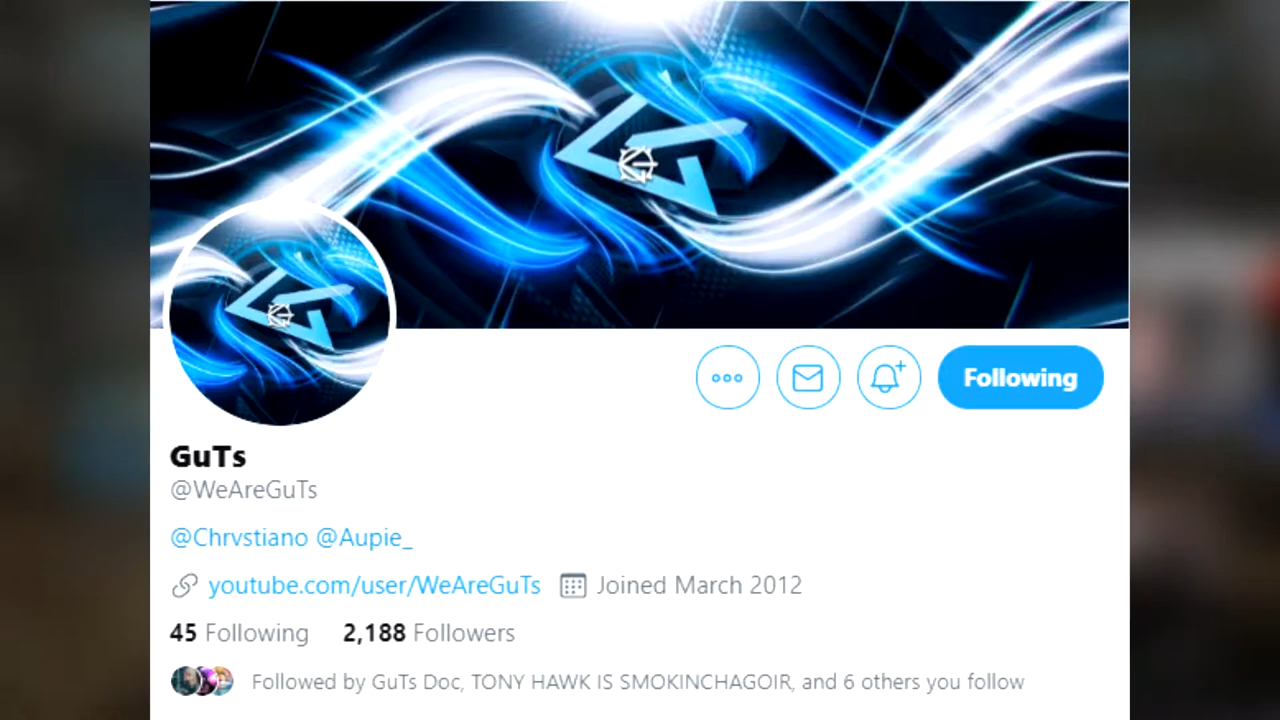 Following
GuTs
@WeAreGuTs
@Chrvstiano @Aupie_
youtube.com/user/WeAreGuTs Joined March 2012
45 Following 2,188 Followers
Followed by GuTs Doc, TONY HAWK IS SMOKINCHAGOIR, and 6 others you follow